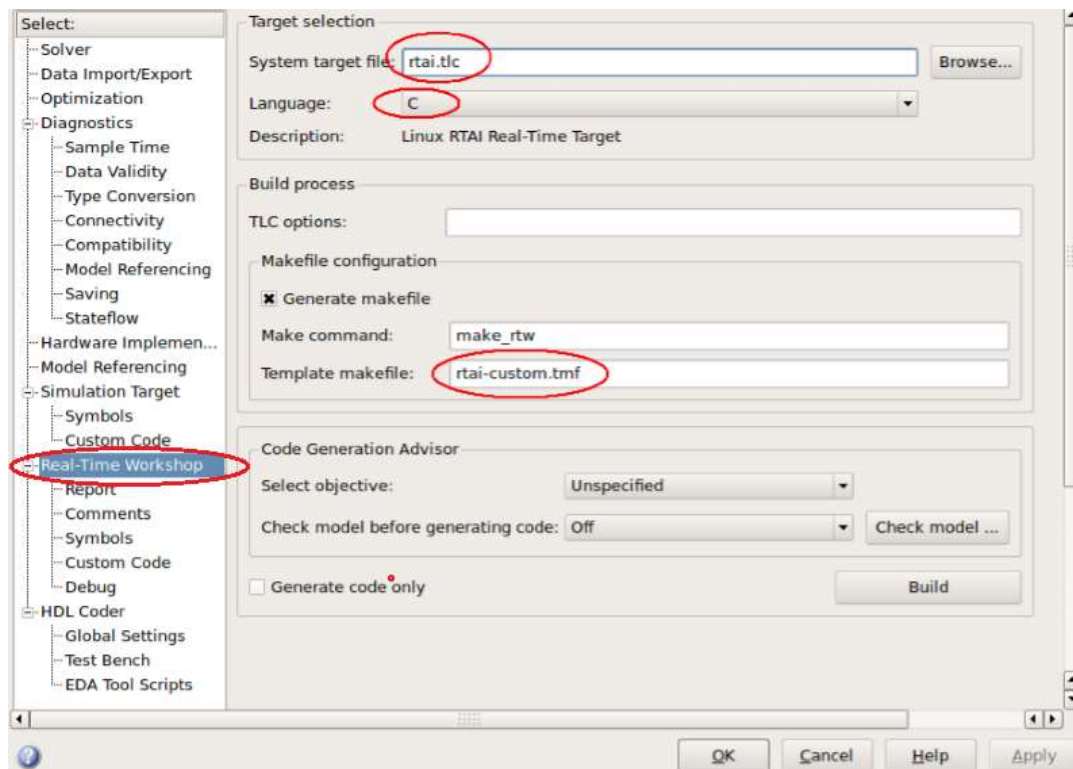 Select:
Solver
Data Import/Export
Optimization
Diagnostics
Sample Time
Data Validity
Type Conversion
Connectivity
Compatibility
Model Referencing
Saving
Stateflow
Hardware Implemen...
Model Referencing
Simulation Target
Symbols
Custom Code
Real-Time Workshop
Report
Comments
Symbols
Custom Code
Debug
HDL Coder
Global Settings
Test Bench
EDA Tool Scripts
Target selection
System target file: rtai.tlc Browse...
Language: C
Description: Linux RTAI Real-Time Target
Build process
TLC options:
Makefile configuration
Generate makefile
Make command: make_rtw
Template makefile: rtai-custom.tmf
Code Generation Advisor
Select objective: Unspecified
Check model before generating code: Off Check model ...
Generate code only Build
OK Cancel Help Apply